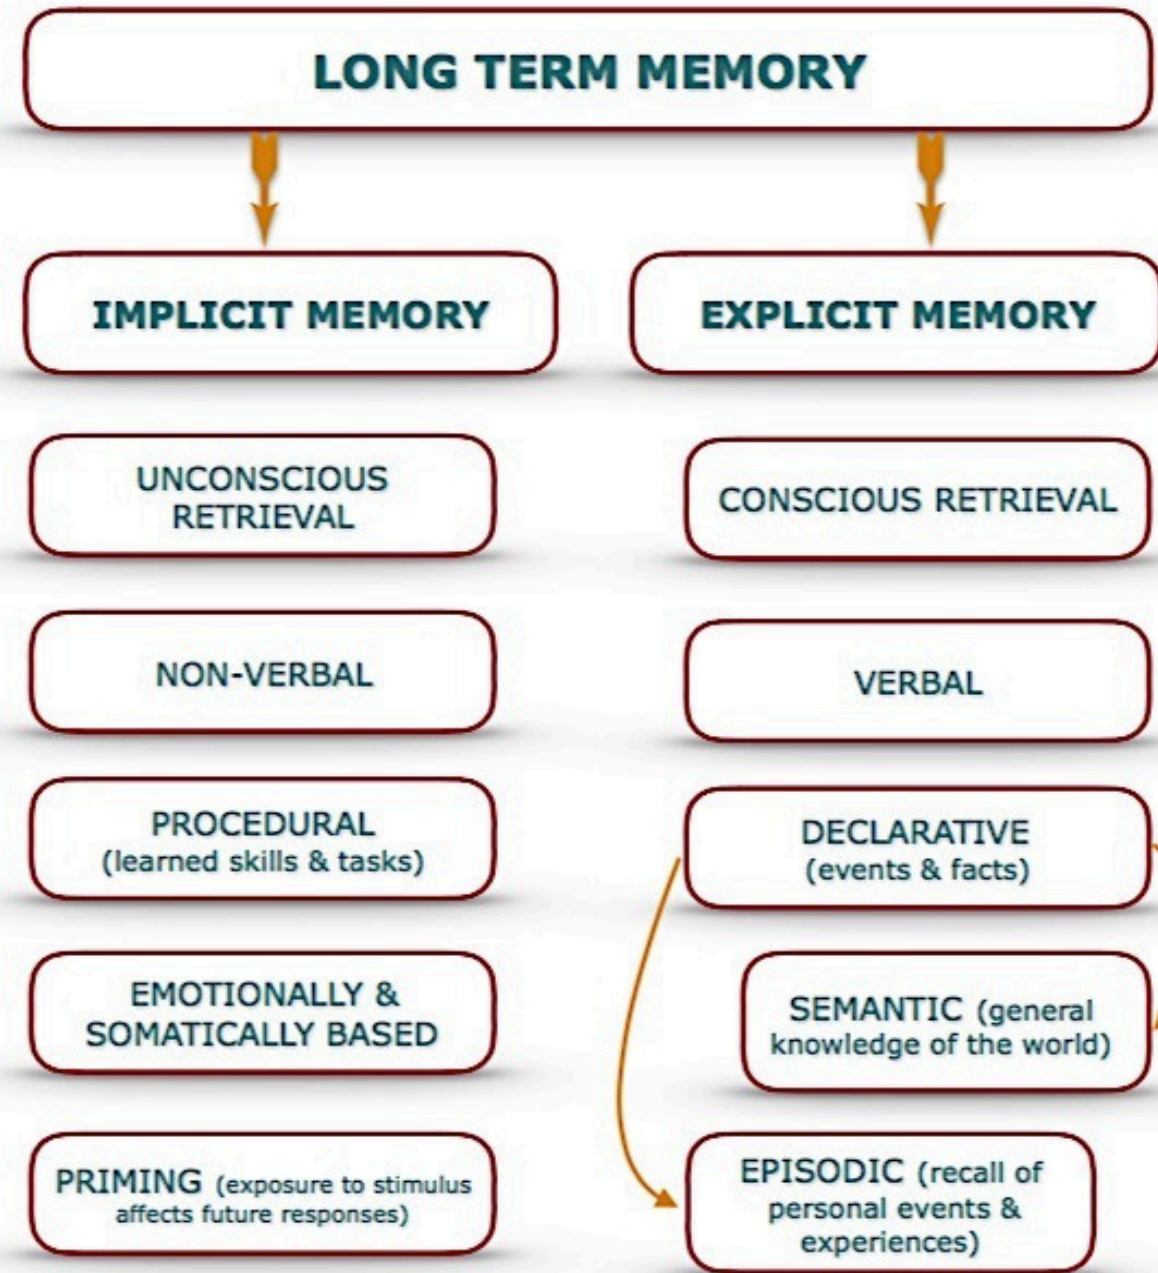 LONG TERM MEMORY
IMPLICIT MEMORY
EXPLICIT MEMORY
UNCONSCIOUS
RETRIEVAL
CONSCIOUS RETRIEVAL
NON-VERBAL
VERBAL
PROCEDURAL
(learned skills & tasks)
DECLARATIVE
(events & facts)
EMOTIONALLY &
SOMATICALLY BASED
SEMANTIC (general
knowledge of the world)
PRIMING (exposure to stimulus
affects future responses)
EPISODIC (recall of
personal events &
experiences)